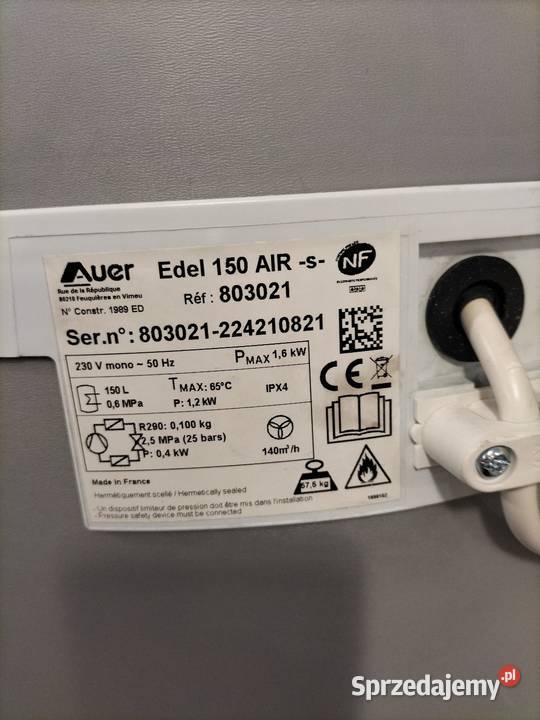 Auer
Rue de la République
80210 Feuquières en Vimeu
N° Constr. 1989 ED
Edel 150 AIR -s-
Réf : 803021
NF
Ser.n° : 803021-224210821
230 V mono ~ 50 Hz
PMAX 1,6 kW
150 L
0,6 MPa
TMAX: 65°C
P: 1,2 kW
IPX4
CE
R290: 0,100 kg
2,5 MPa (25 bars)
P: 0,4 kW
140m³/h
57,5 kg
Made in France
Hermétiquement scellé / Hermetically sealed
- Un dispositif limiteur de pression doit être mis dans l'installation
- Pressure safety device must be connected
Sprzedajemy.pl